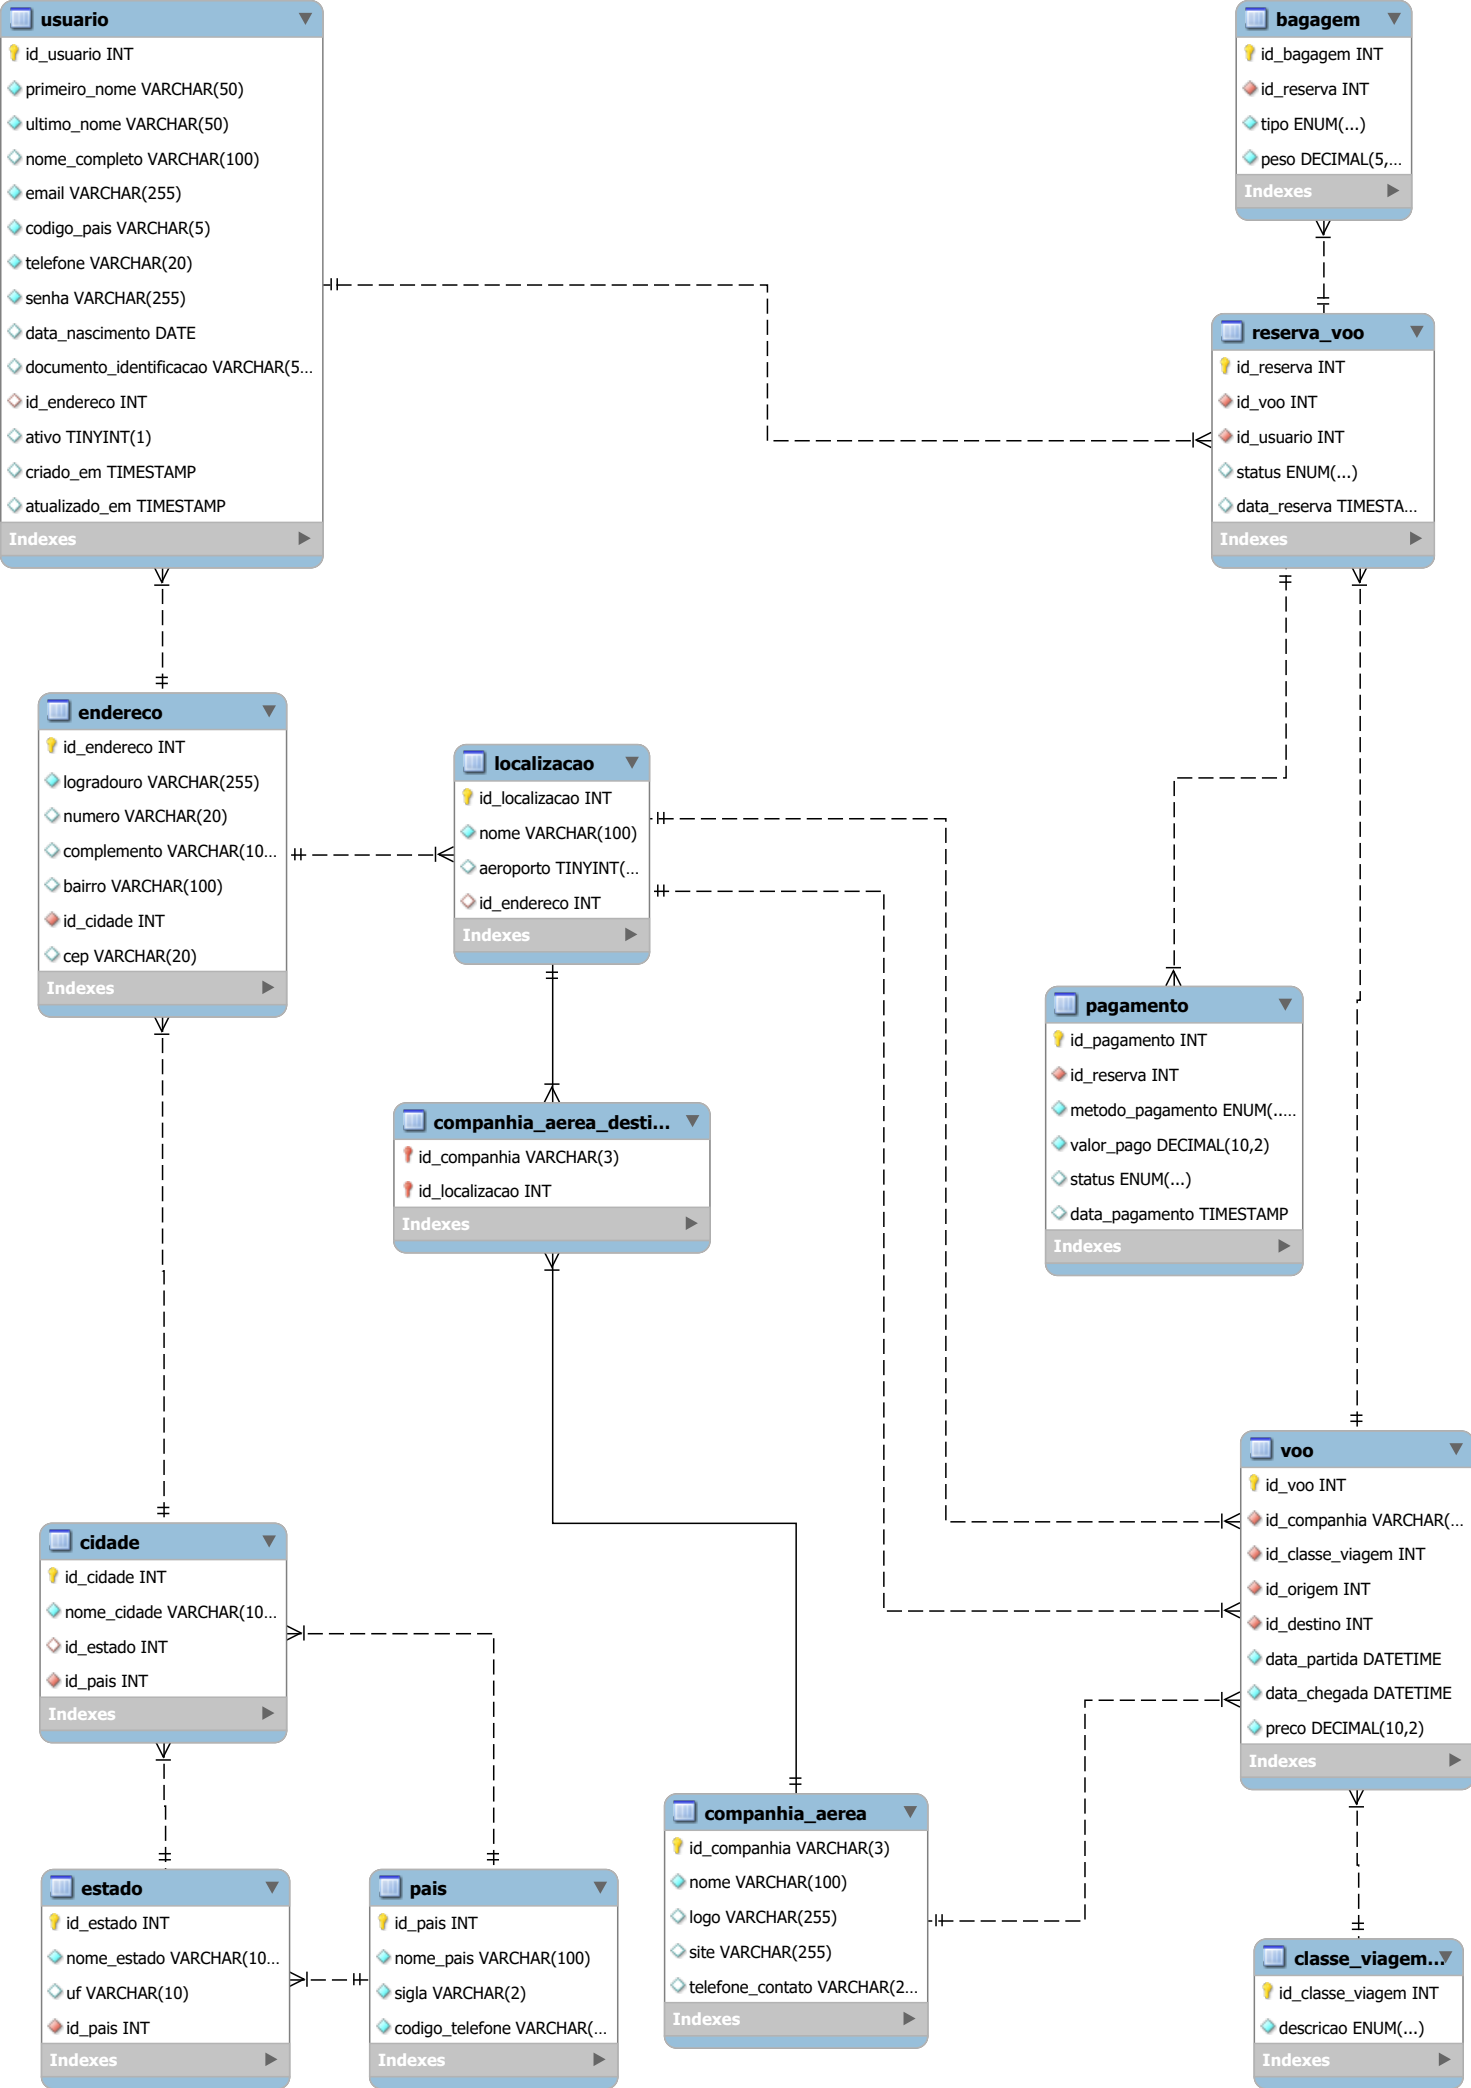 usuario
id_usuario INT
primeiro_nome VARCHAR(50)
ultimo_nome VARCHAR(50)
nome_completo VARCHAR(100)
email VARCHAR(255)
codigo_pais VARCHAR(5)
telefone VARCHAR(20)
senha VARCHAR(255)
data_nascimento DATE
documento_identificacao VARCHAR(5...
id_endereco INT
ativo TINYINT(1)
criado_em TIMESTAMP
atualizado_em TIMESTAMP
Indexes
bagagem
id_bagagem INT
id_reserva INT
tipo ENUM(...)
peso DECIMAL(5,...
Indexes
reserva_voo
id_reserva INT
id_voo INT
id_usuario INT
status ENUM(...)
data_reserva TIMESTA...
Indexes
endereco
id_endereco INT
logradouro VARCHAR(255)
numero VARCHAR(20)
complemento VARCHAR(10...
bairro VARCHAR(100)
id_cidade INT
cep VARCHAR(20)
Indexes
localizacao
id_localizacao INT
nome VARCHAR(100)
aeroporto TINYINT(...
id_endereco INT
Indexes
pagamento
id_pagamento INT
id_reserva INT
metodo_pagamento ENUM(.....
valor_pago DECIMAL(10,2)
status ENUM(...)
data_pagamento TIMESTAMP
Indexes
companhia_aerea_desti...
id_companhia VARCHAR(3)
id_localizacao INT
Indexes
voo
id_voo INT
id_companhia VARCHAR(...
id_classe_viagem INT
id_origem INT
id_destino INT
data_partida DATETIME
data_chegada DATETIME
preco DECIMAL(10,2)
Indexes
cidade
id_cidade INT
nome_cidade VARCHAR(10...
id_estado INT
id_pais INT
Indexes
companhia_aerea
id_companhia VARCHAR(3)
nome VARCHAR(100)
logo VARCHAR(255)
site VARCHAR(255)
telefone_contato VARCHAR(2...
Indexes
estado
id_estado INT
nome_estado VARCHAR(10...
uf VARCHAR(10)
id_pais INT
Indexes
pais
id_pais INT
nome_pais VARCHAR(100)
sigla VARCHAR(2)
codigo_telefone VARCHAR(...
Indexes
classe_viagem...
id_classe_viagem INT
descricao ENUM(...)
Indexes